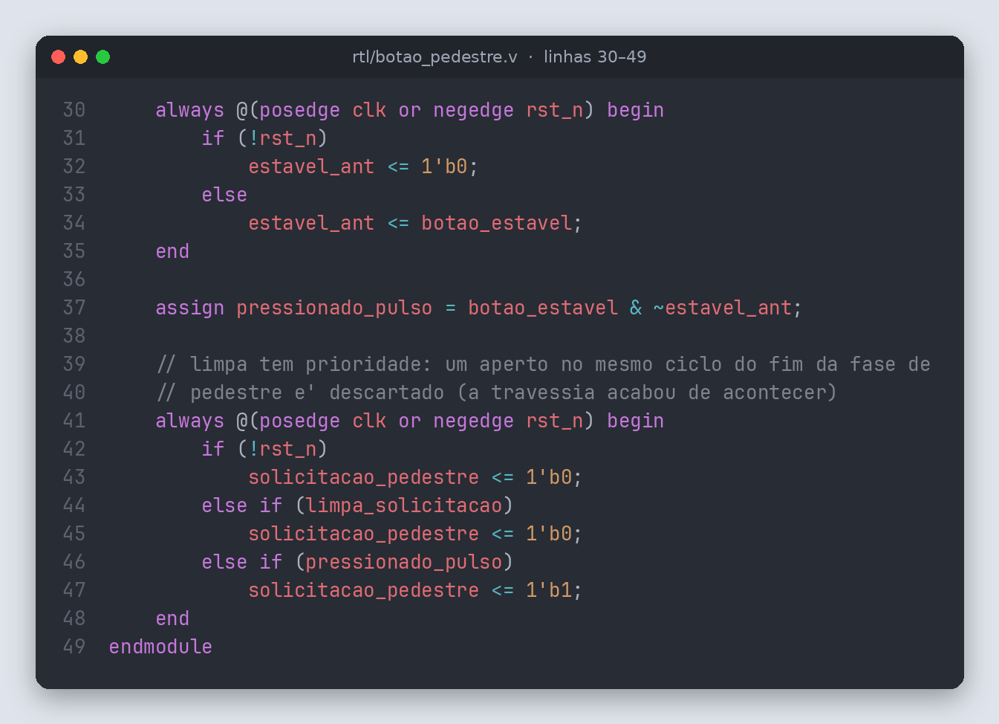 rtl/botao_pedestre.v · linhas 30–49
30 always @(posedge clk or negedge rst_n) begin
31 if (!rst_n)
32 estavel_ant <= 1'b0;
33 else
34 estavel_ant <= botao_estavel;
35 end
36
37 assign pressionado_pulso = botao_estavel & ~estavel_ant;
38
39 // limpa tem prioridade: um aperto no mesmo ciclo do fim da fase de
40 // pedestre e' descartado (a travessia acabou de acontecer)
41 always @(posedge clk or negedge rst_n) begin
42 if (!rst_n)
43 solicitacao_pedestre <= 1'b0;
44 else if (limpa_solicitacao)
45 solicitacao_pedestre <= 1'b0;
46 else if (pressionado_pulso)
47 solicitacao_pedestre <= 1'b1;
48 end
49 endmodule